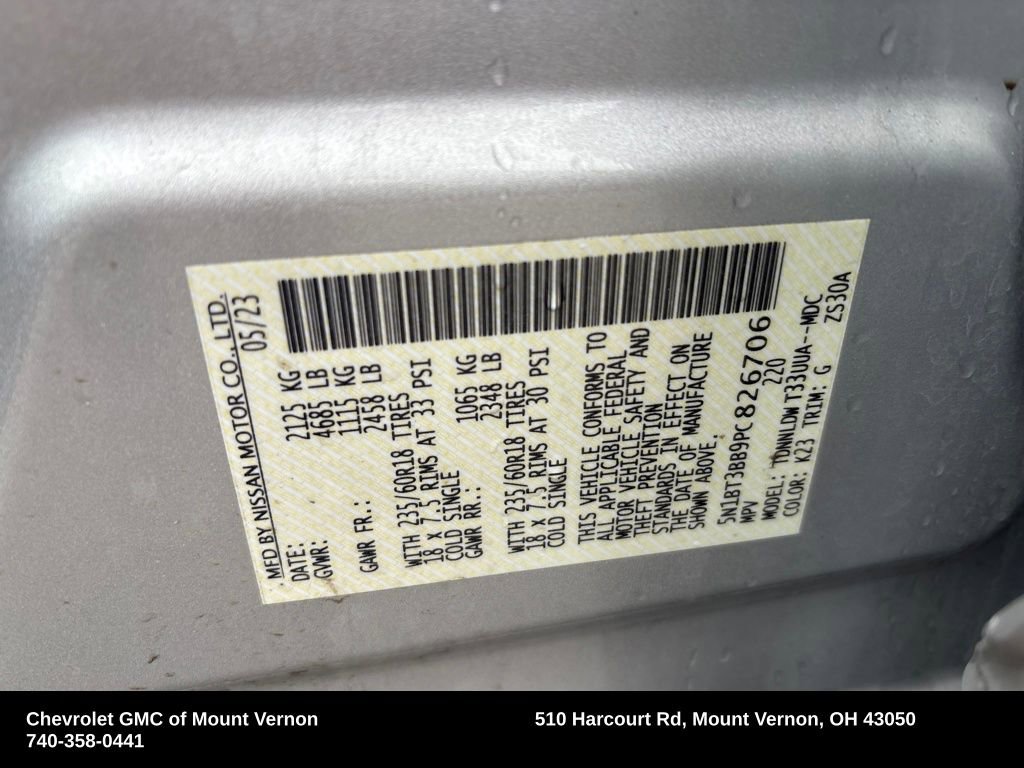 MFD BY NISSAN MOTOR CO., LTD.
DATE: 05/23
GVWR: 2125 KG
4685 LB
GAWR FR.: 1115 KG
2458 LB
WITH 235/60R18 TIRES
18 X 7.5 RIMS AT 33 PSI
COLD SINGLE
GAWR RR.: 1065 KG
2348 LB
WITH 235/60R18 TIRES
18 X 7.5 RIMS AT 30 PSI
COLD SINGLE
THIS VEHICLE CONFORMS TO
ALL APPLICABLE FEDERAL
MOTOR VEHICLE SAFETY AND
THEFT PREVENTION
STANDARDS IN EFFECT ON
THE DATE OF MANUFACTURE
SHOWN ABOVE.
5N1BT3BB9PC826706
MPV 220
MODEL: TDNNLDW T33UUA--MDC
COLOR: K23 TRIM: G ZS30A
Chevrolet GMC of Mount Vernon
740-358-0441
510 Harcourt Rd, Mount Vernon, OH 43050